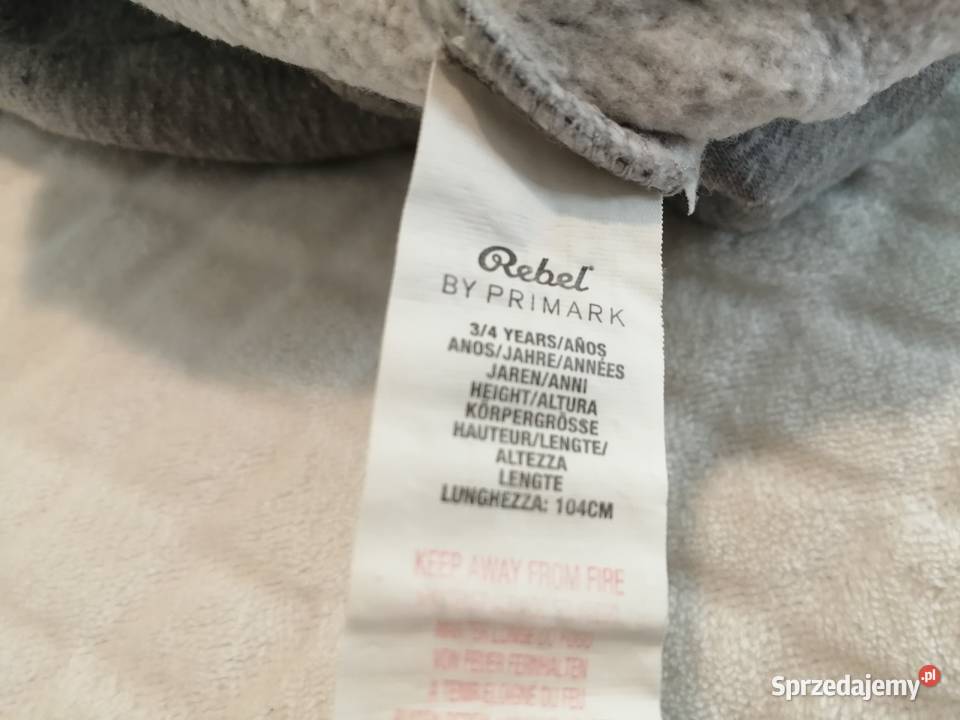 Rebel
BY PRIMARK
3/4 YEARS/AÑOS
ANOS/JAHRE/ANNÉES
JAREN/ANNI
HEIGHT/ALTURA
KÖRPERGRÖSSE
HAUTEUR/LENGTE/
ALTEZZA
LENGTE
LUNGHEZZA: 104CM
KEEP AWAY FROM FIRE
VON FEUER FERNHALTEN
Sprzedajemy.pl